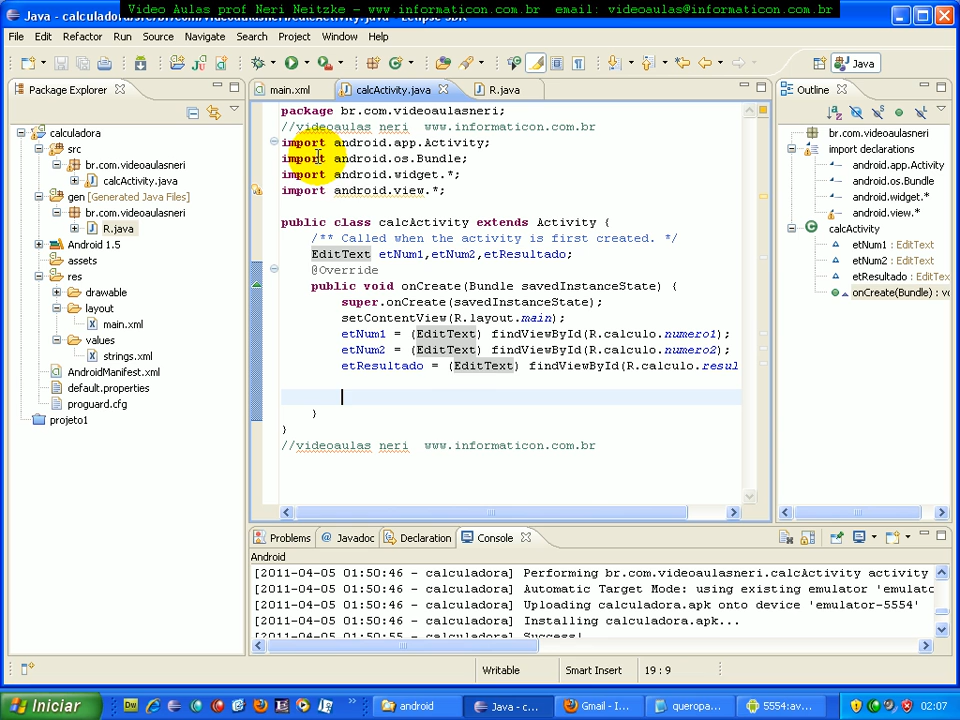 Java - calculadora/src/br/com/videoaulasneri/calcActivity.java - Eclipse SDK
Video Aulas prof Neri Neitzke - www.informaticon.com.br email: videoaulas@informaticon.com.br
File Edit Refactor Run Source Navigate Search Project Window Help
Java
Package Explorer
main.xml calcActivity.java R.java
Outline
calculadora
src
br.com.videoaulasneri
calcActivity.java
gen [Generated Java Files]
br.com.videoaulasneri
R.java
Android 1.5
assets
res
drawable
layout
main.xml
values
strings.xml
AndroidManifest.xml
default.properties
proguard.cfg
projeto1
package br.com.videoaulasneri;
//videoaulas neri www.informaticon.com.br
import android.app.Activity;
import android.os.Bundle;
import android.widget.*;
import android.view.*;
public class calcActivity extends Activity {
/** Called when the activity is first created. */
EditText etNum1,etNum2,etResultado;
@Override
public void onCreate(Bundle savedInstanceState) {
super.onCreate(savedInstanceState);
setContentView(R.layout.main);
etNum1 = (EditText) findViewById(R.calculo.numero1);
etNum2 = (EditText) findViewById(R.calculo.numero2);
etResultado = (EditText) findViewById(R.calculo.resul
}
}
//videoaulas neri www.informaticon.com.br
br.com.videoaulasneri
import declarations
android.app.Activity
android.os.Bundle
android.widget.*
android.view.*
calcActivity
etNum1 : EditText
etNum2 : EditText
etResultado : EditTe
onCreate(Bundle) : vo
Problems Javadoc Declaration Console
Android
[2011-04-05 01:50:46 - calculadora] Performing br.com.videoaulasneri.calcActivity activity
[2011-04-05 01:50:46 - calculadora] Automatic Target Mode: using existing emulator 'emulato
[2011-04-05 01:50:46 - calculadora] Uploading calculadora.apk onto device 'emulator-5554'
[2011-04-05 01:50:46 - calculadora] Installing calculadora.apk...
[2011-04-05 01:50:55 - calculadora] Success!
Writable Smart Insert 19 : 9
Iniciar android Java - c... Gmail - I... queropa... 5554:av... 02:07